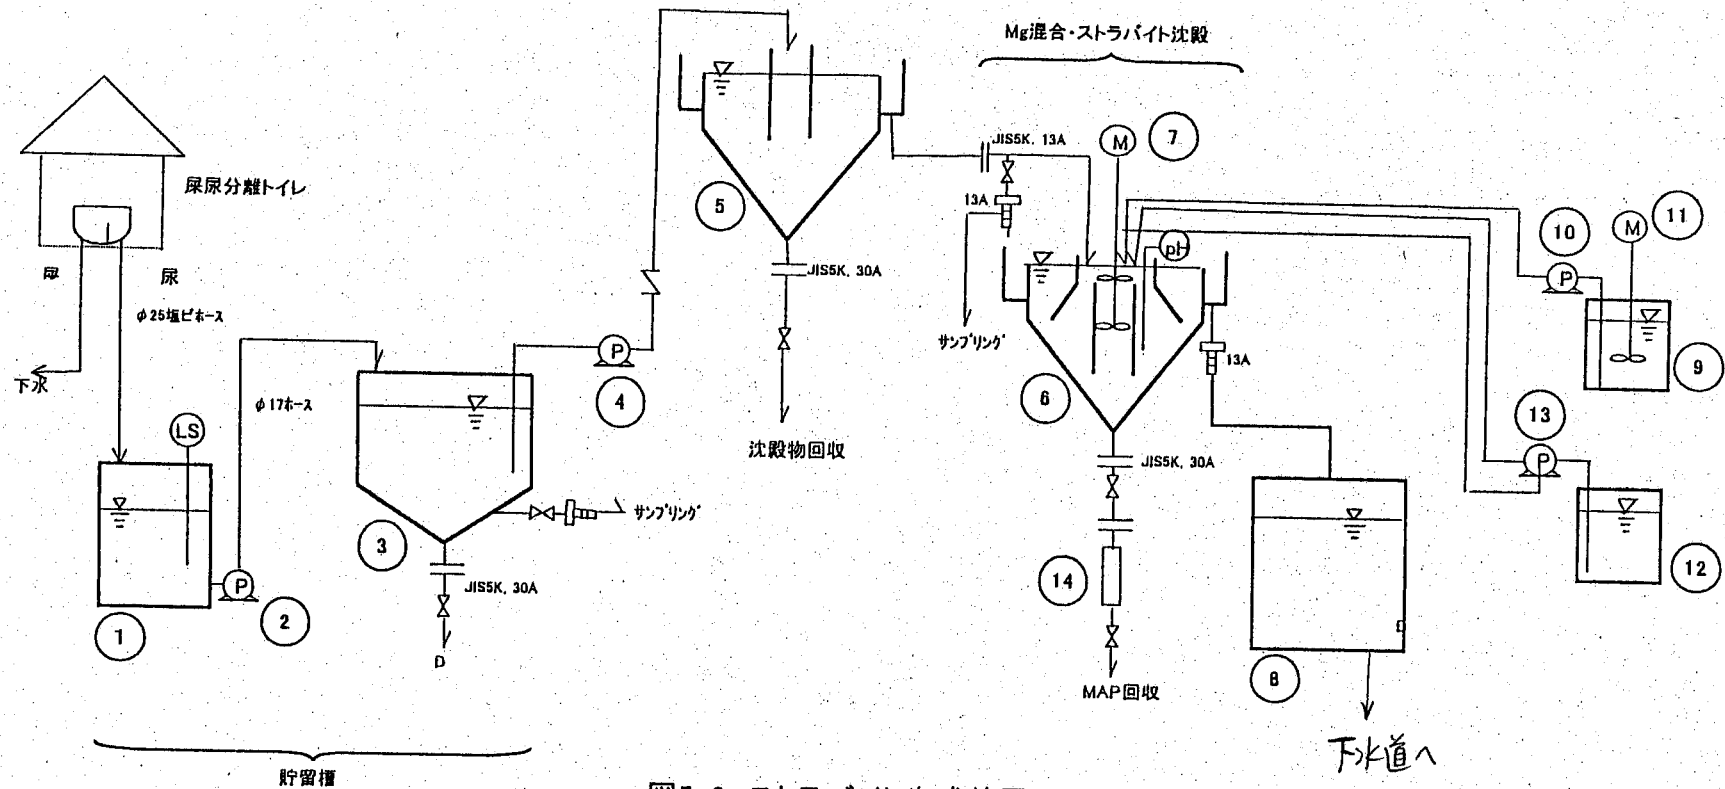 Mg混合・ストラバイト沈殿
JIS5K, 13A
M
7
屎尿分離トイレ
5
13A
10
M
11
pH
尿
P
φ25塩ビホース
JIS5K, 30A
サンプリング
下水
φ17ホース
P
4
6
13A
9
LS
沈殿物回収
13
P
JIS5K, 30A
サンプリング
3
P
2
JIS5K, 30A
14
12
1
D
MAP回収
8
下水道へ
貯留槽